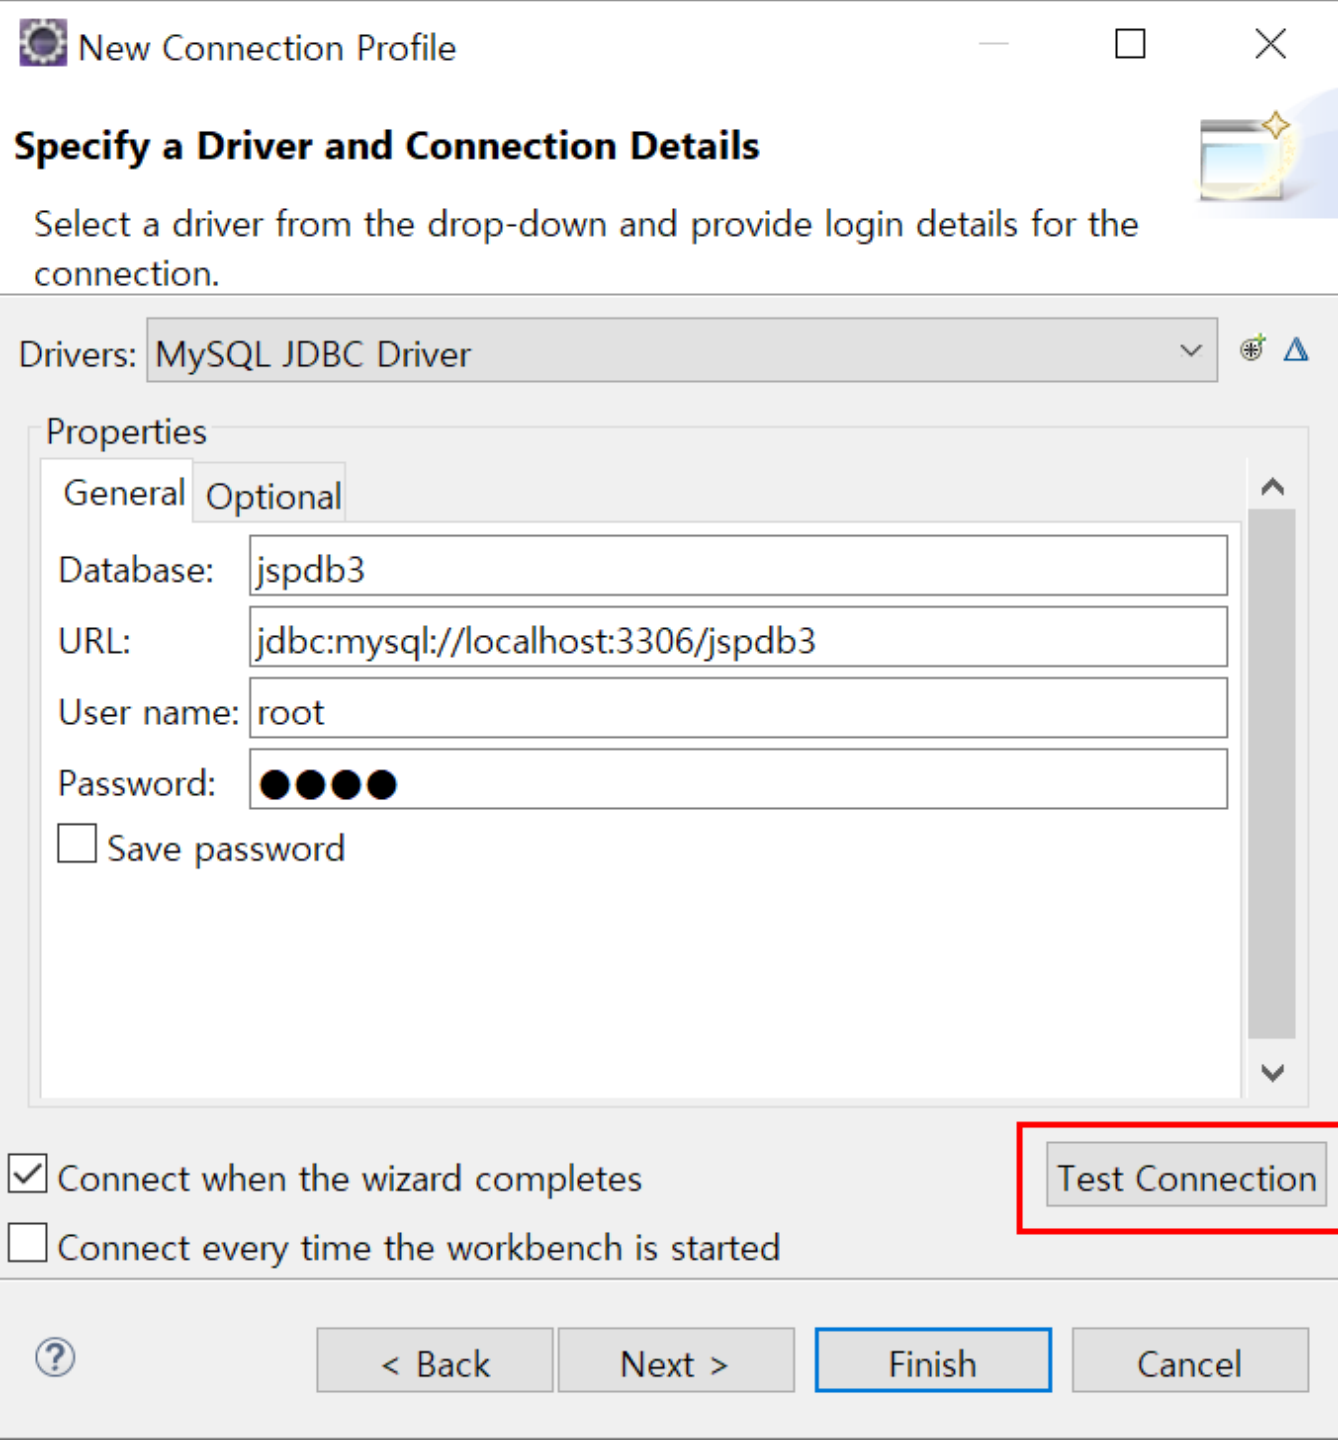 New Connection Profile
Specify a Driver and Connection Details
Select a driver from the drop-down and provide login details for the
connection.
Drivers: MySQL JDBC Driver
Properties
General Optional
Database: jspdb3
URL: jdbc:mysql://localhost:3306/jspdb3
User name: root
Password: ●●●●
Save password
Connect when the wizard completes
Test Connection
Connect every time the workbench is started
? < Back Next > Finish Cancel